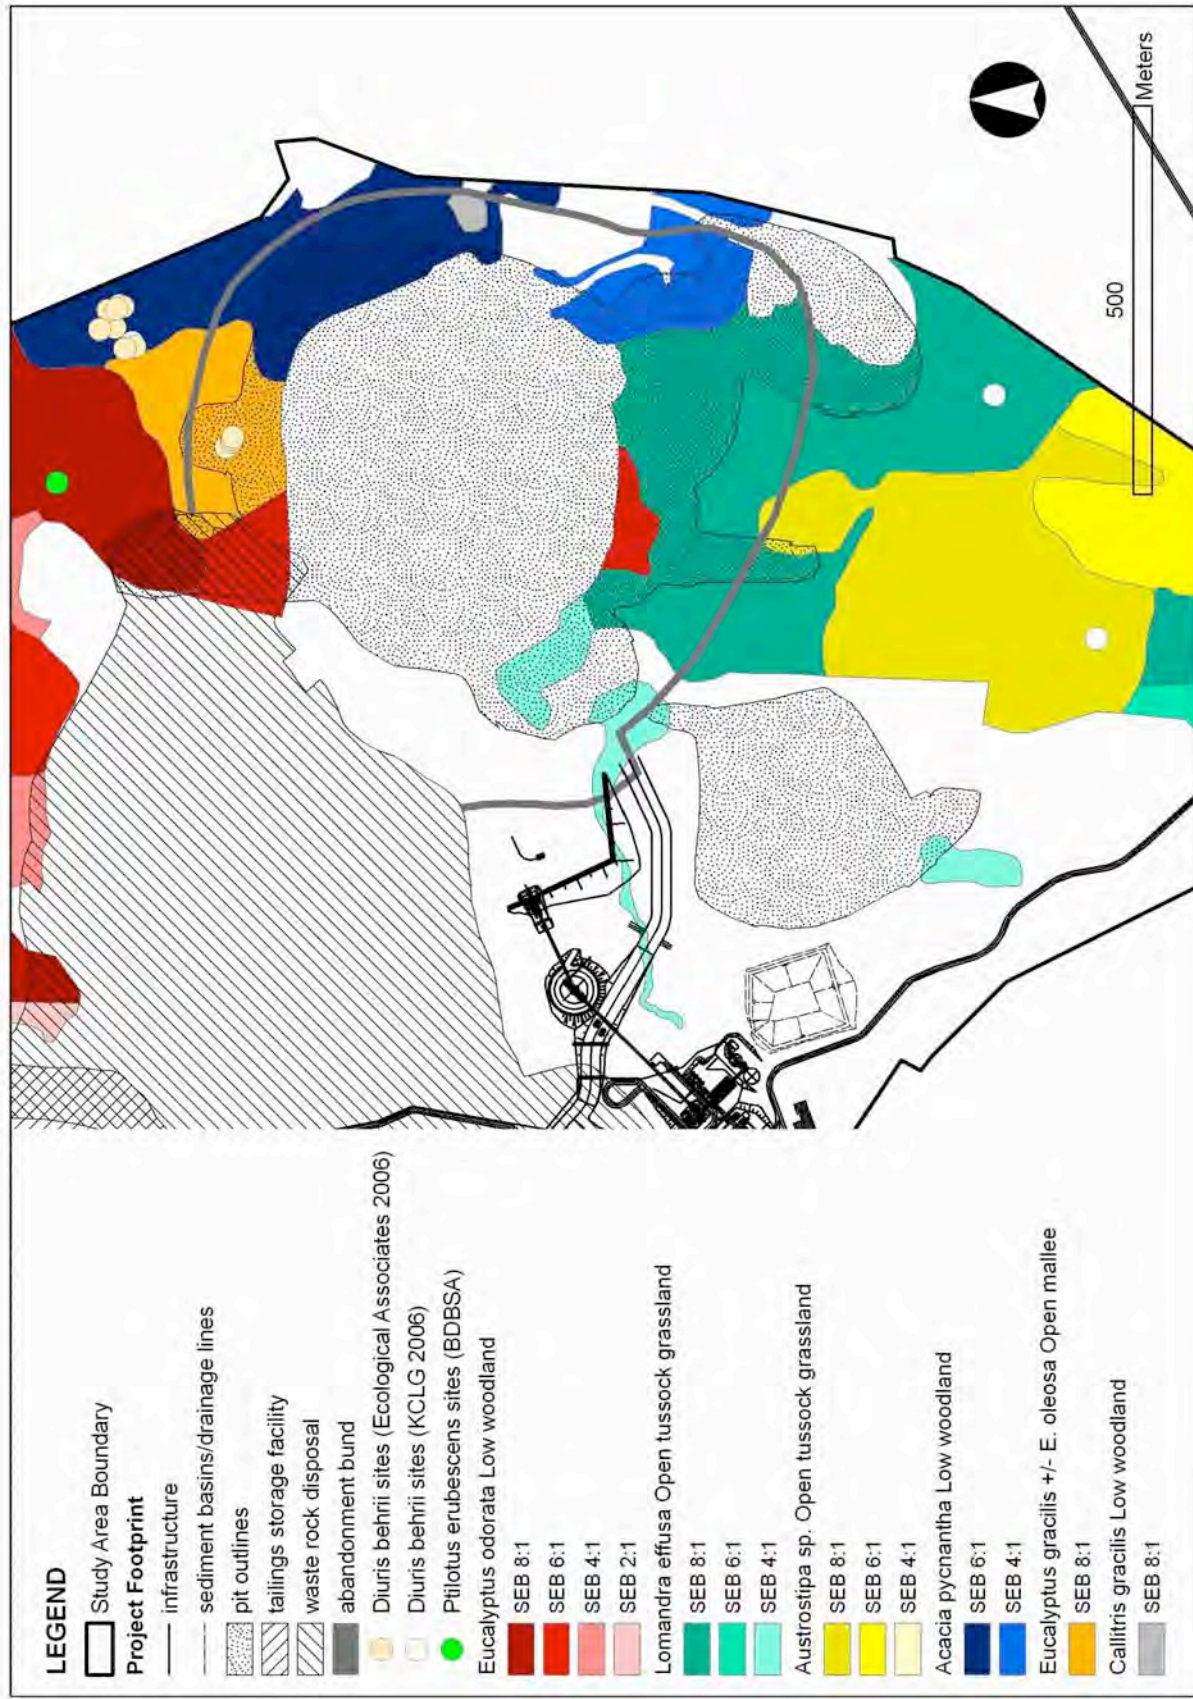 LEGEND
Study Area Boundary
Project Footprint
infrastructure
sediment basins/drainage lines
pit outlines
tailings storage facility
waste rock disposal
abandonment bund
Diuris behrii sites (Ecological Associates 2006)
Diuris behrii sites (KCLG 2006)
Ptilotus erubescens sites (BDBSA)
Eucalyptus odorata Low woodland
SEB 8:1
SEB 6:1
SEB 4:1
SEB 2:1
Lomandra effusa Open tussock grassland
SEB 8:1
SEB 6:1
SEB 4:1
Austrostipa sp. Open tussock grassland
SEB 8:1
SEB 6:1
SEB 4:1
Acacia pycnantha Low woodland
SEB 6:1
SEB 4:1
Eucalyptus gracilis +/- E. oleosa Open mallee
SEB 8:1
Callitris gracilis Low woodland
SEB 8:1
500
Meters